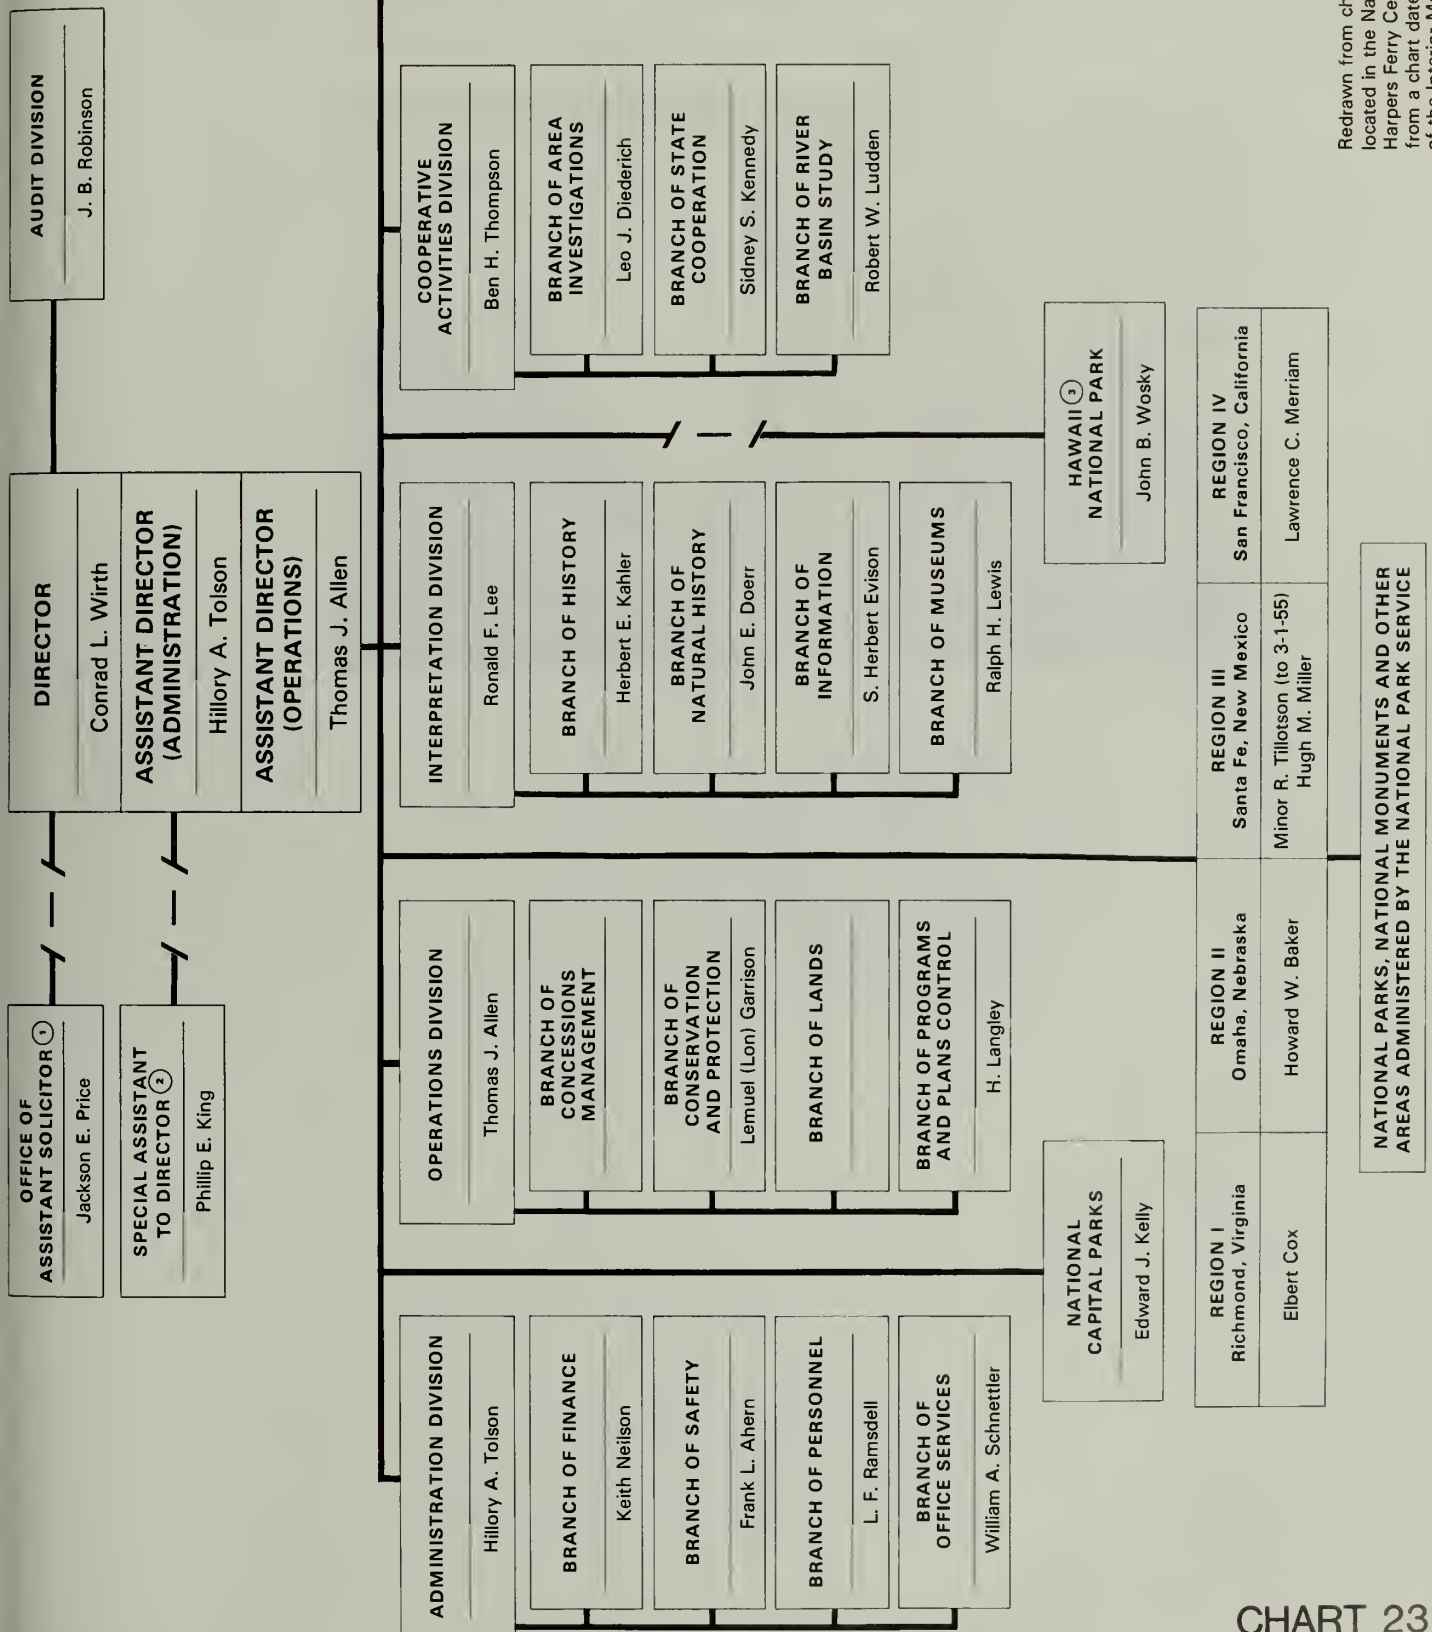 AUDIT DIVISION
J. B. Robinson
DIRECTOR
Conrad L. Wirth
ASSISTANT DIRECTOR
(ADMINISTRATION)
Hillory A. Tolson
ASSISTANT DIRECTOR
(OPERATIONS)
Thomas J. Allen
OFFICE OF
ASSISTANT SOLICITOR 1
Jackson E. Price
SPECIAL ASSISTANT
TO DIRECTOR 2
Phillip E. King
ADMINISTRATION DIVISION
Hillory A. Tolson
BRANCH OF FINANCE
Keith Neilson
BRANCH OF SAFETY
Frank L. Ahern
BRANCH OF PERSONNEL
L. F. Ramsdell
BRANCH OF
OFFICE SERVICES
William A. Schnettler
OPERATIONS DIVISION
Thomas J. Allen
BRANCH OF
CONCESSIONS
MANAGEMENT
BRANCH OF
CONSERVATION
AND PROTECTION
Lemuel (Lon) Garrison
BRANCH OF LANDS
BRANCH OF PROGRAMS
AND PLANS CONTROL
H. Langley
INTERPRETATION DIVISION
Ronald F. Lee
BRANCH OF HISTORY
Herbert E. Kahler
BRANCH OF
NATURAL HISTORY
John E. Doerr
BRANCH OF
INFORMATION
S. Herbert Evison
BRANCH OF MUSEUMS
Ralph H. Lewis
COOPERATIVE
ACTIVITIES DIVISION
Ben H. Thompson
BRANCH OF AREA
INVESTIGATIONS
Leo J. Diederich
BRANCH OF STATE
COOPERATION
Sidney S. Kennedy
BRANCH OF RIVER
BASIN STUDY
Robert W. Ludden
NATIONAL
CAPITAL PARKS
Edward J. Kelly
HAWAII 3
NATIONAL PARK
John B. Wosky
REGION I
Richmond, Virginia
Elbert Cox
REGION II
Omaha, Nebraska
Howard W. Baker
REGION III
Santa Fe, New Mexico
Minor R. Tillotson (to 3-1-55)
Hugh M. Miller
REGION IV
San Francisco, California
Lawrence C. Merriam
NATIONAL PARKS, NATIONAL MONUMENTS AND OTHER
AREAS ADMINISTERED BY THE NATIONAL PARK SERVICE
Redrawn from
located in the
Harpers Ferry
from a chart
of the Interior
CHART 23